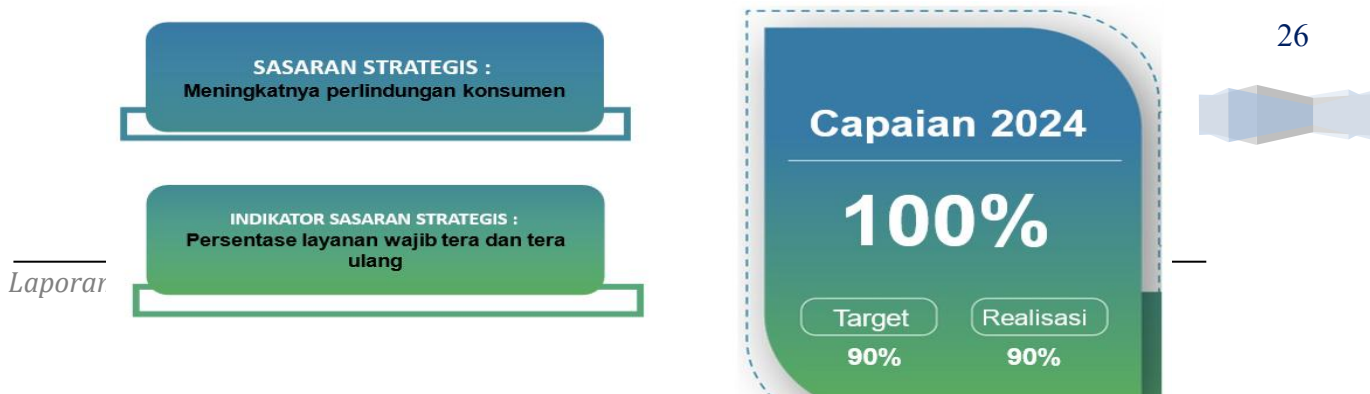 26
SASARAN STRATEGIS :
Meningkatnya perlindungan konsumen
INDIKATOR SASARAN STRATEGIS :
Persentase layanan wajib tera dan tera
ulang
Laporan
Capaian 2024
100%
Target
Realisasi
90%
90%